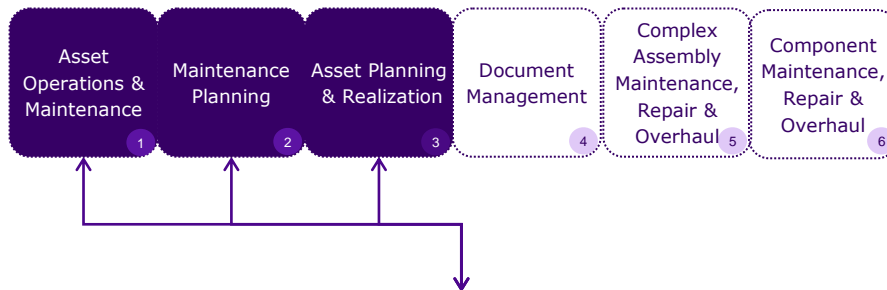 Asset
Operations &
Maintenance
1
Maintenance
Planning
2
Asset Planning
& Realization
3
Document
Management
4
Complex
Assembly
Maintenance,
Repair &
Overhaul
5
Component
Maintenance,
Repair &
Overhaul
6